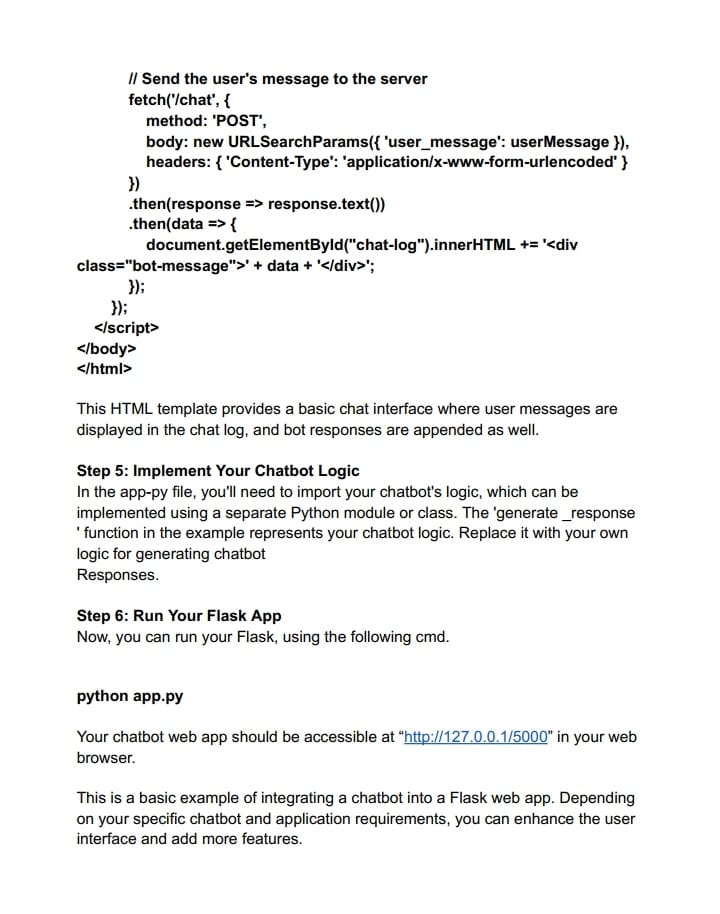 // Send the user's message to the server
fetch('/chat', {
method: 'POST',
body: new URLSearchParams({ 'user_message': userMessage }),
headers: { 'Content-Type': 'application/x-www-form-urlencoded' }
})
.then(response => response.text())
.then(data => {
document.getElementById("chat-log").innerHTML += '<div
class="bot-message">' + data + '</div>';
});
});
</script>
</body>
</html>
This HTML template provides a basic chat interface where user messages are
displayed in the chat log, and bot responses are appended as well.
Step 5: Implement Your Chatbot Logic
In the app-py file, you'll need to import your chatbot's logic, which can be
implemented using a separate Python module or class. The 'generate _response
' function in the example represents your chatbot logic. Replace it with your own
logic for generating chatbot
Responses.
Step 6: Run Your Flask App
Now, you can run your Flask, using the following cmd.
python app.py
Your chatbot web app should be accessible at “http://127.0.0.1/5000” in your web
browser.
This is a basic example of integrating a chatbot into a Flask web app. Depending
on your specific chatbot and application requirements, you can enhance the user
interface and add more features.